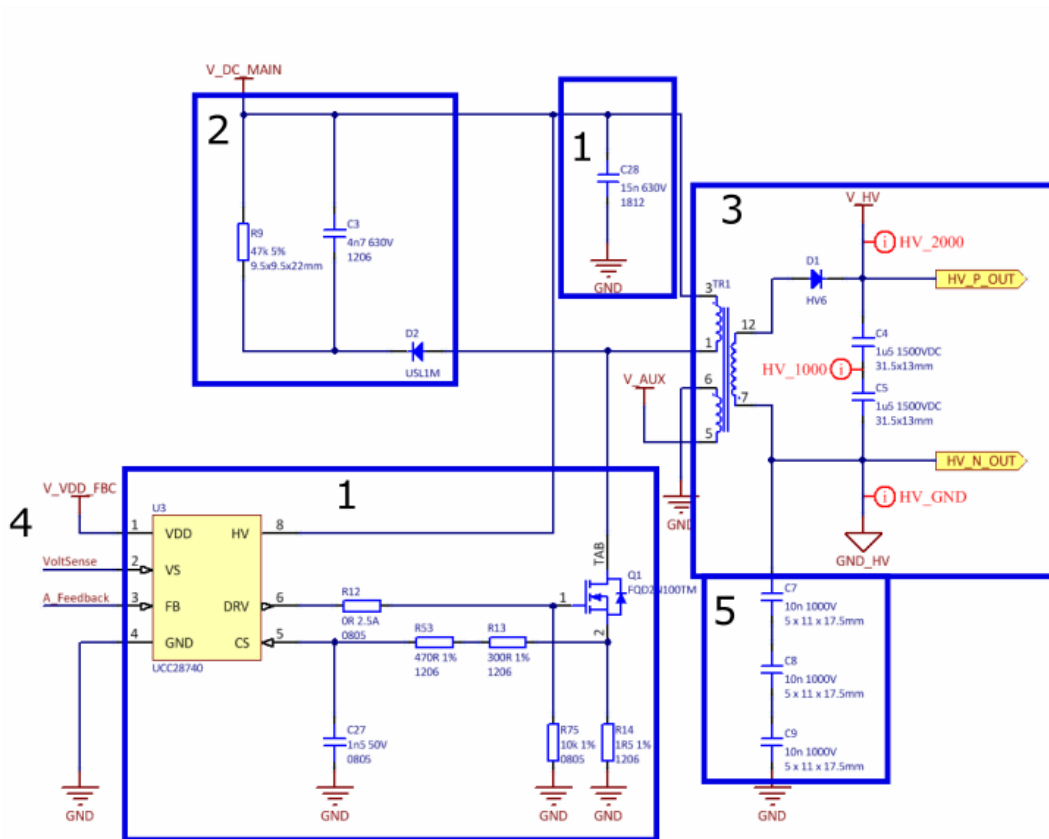 V_DC_MAIN
2
R9
47k 5%
9.5x9.5x22mm
C3
4n7 630V
1206
D2
USL1M
1
C28
15n 630V
1812
GND
3
V_HV
HV_2000
D1
HV6
HV_P_OUT
TR1
3
1
12
6
7
5
V_AUX
GND
C4
1u5 1500VDC
31.5x13mm
HV_1000
C5
1u5 1500VDC
31.5x13mm
HV_N_OUT
HV_GND
GND_HV
4
V_VDD_FBC
VoltSense
A_Feedback
1
U3
1
VDD
HV
8
2
VS
3
FB
DRV
6
4
GND
CS
5
UCC28740
R12
0R 2.5A
0805
R53
470R 1%
1206
R13
300R 1%
1206
TAB
Q1
FQD2N100TM
1
2
C27
1n5 50V
0805
R75
10k 1%
0805
R14
1R5 1%
1206
GND
GND
GND
GND
5
C7
10n 1000V
5 x 11 x 17.5mm
C8
10n 1000V
5 x 11 x 17.5mm
C9
10n 1000V
5 x 11 x 17.5mm
GND